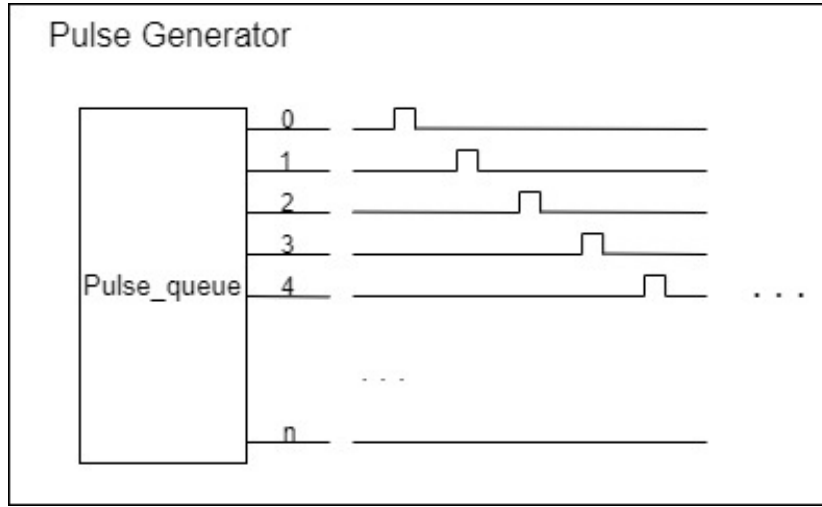 Pulse Generator
0
1
2
3
Pulse_queue 4
. . .
- - -
n